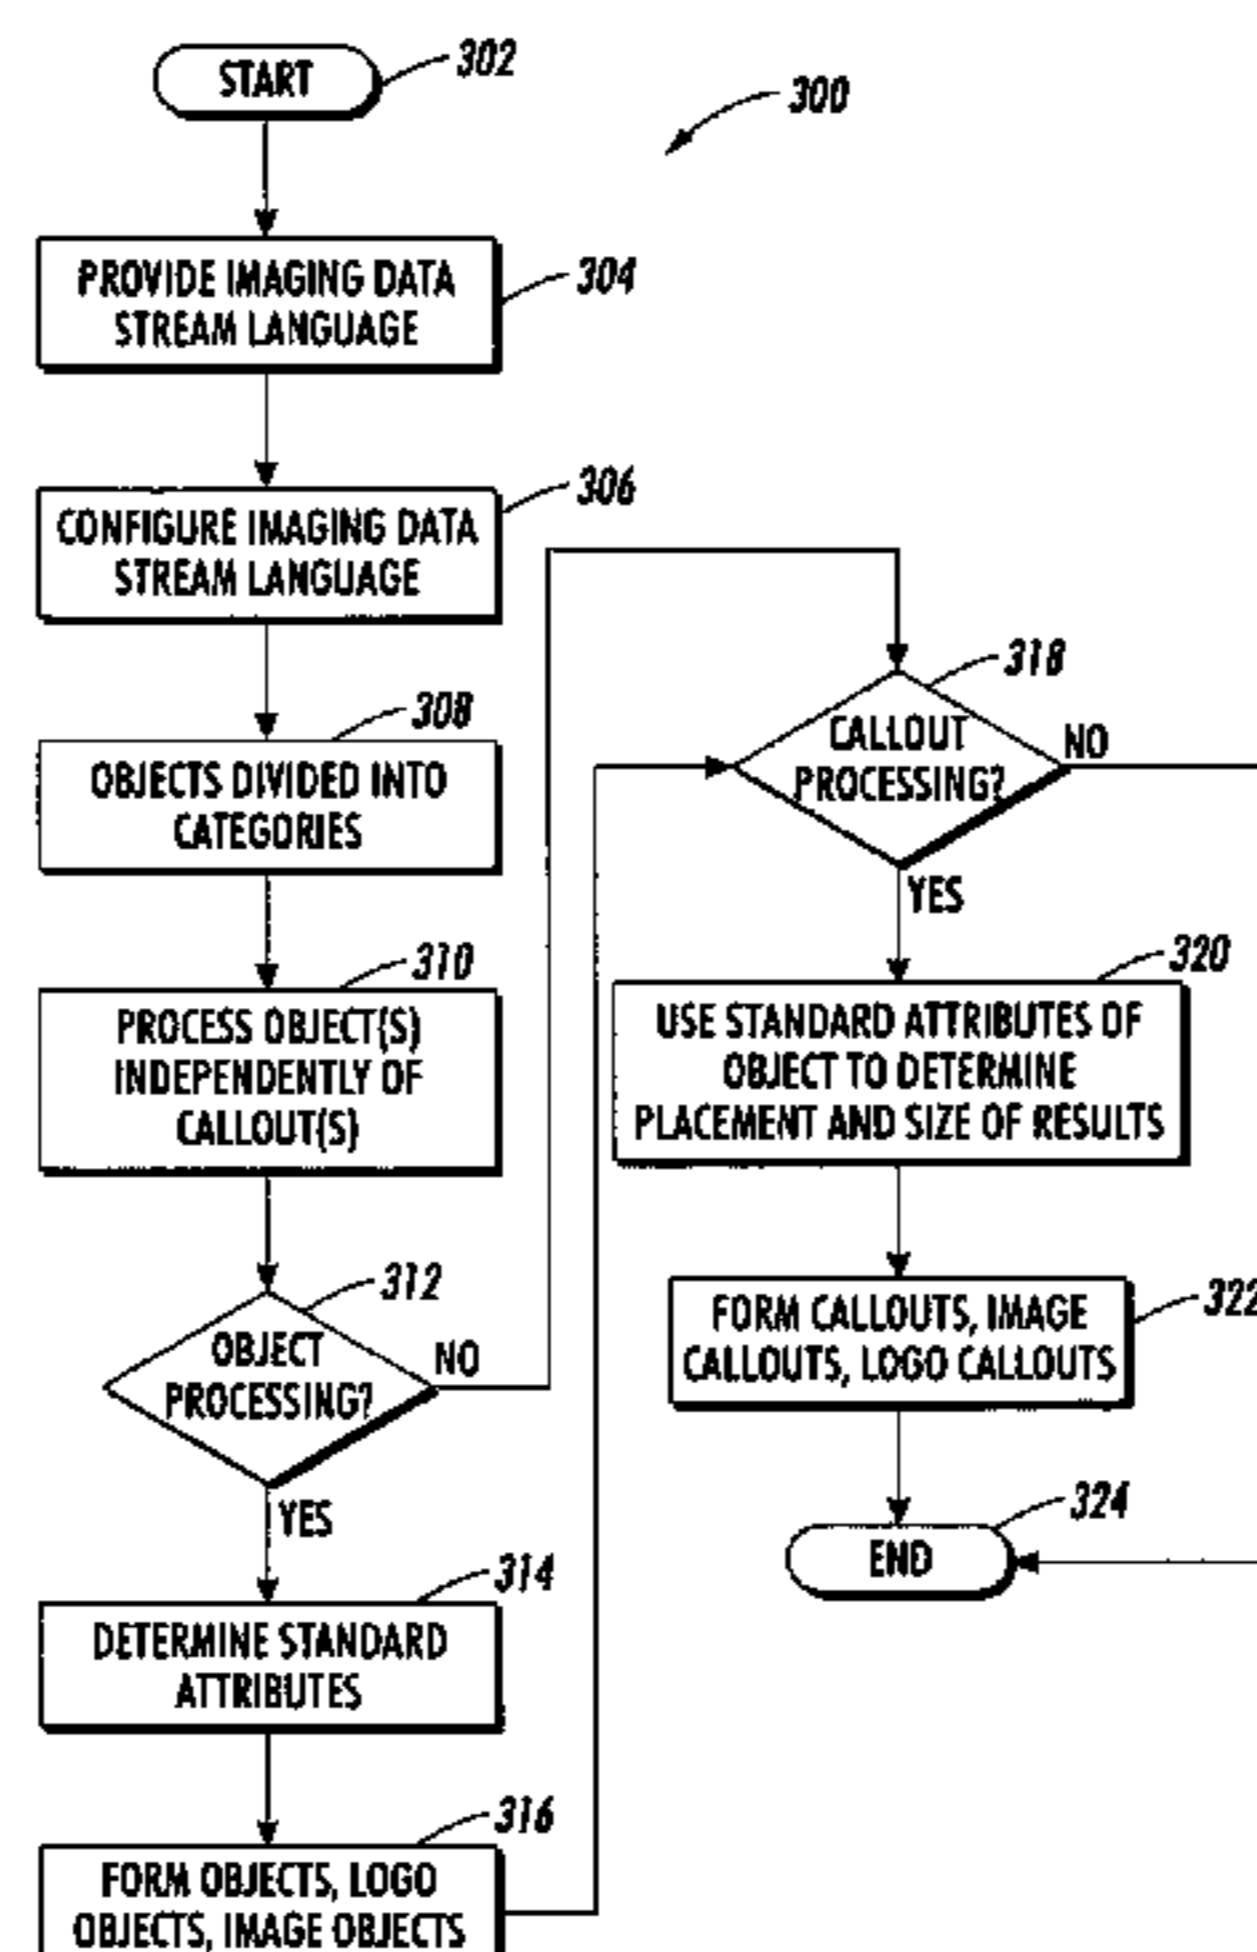 START
302
300
PROVIDE IMAGING DATA
STREAM LANGUAGE
304
CONFIGURE IMAGING DATA
STREAM LANGUAGE
306
OBJECTS DIVIDED INTO
CATEGORIES
308
PROCESS OBJECT(S)
INDEPENDENTLY OF
CALLOUT(S)
310
OBJECT
PROCESSING?
312
NO
YES
DETERMINE STANDARD
ATTRIBUTES
314
FORM OBJECTS, LOGO
OBJECTS, IMAGE OBJECTS
316
CALLOUT
PROCESSING?
318
NO
YES
USE STANDARD ATTRIBUTES OF
OBJECT TO DETERMINE
PLACEMENT AND SIZE OF RESULTS
320
FORM CALLOUTS, IMAGE
CALLOUTS, LOGO CALLOUTS
322
END
324